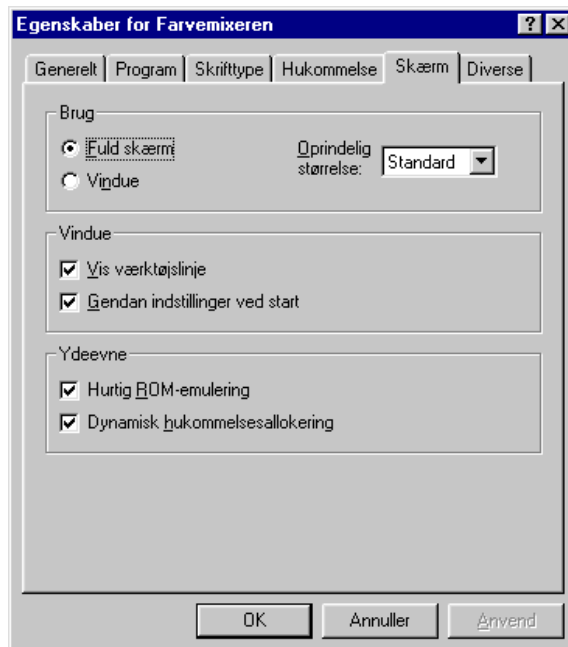 Egenskaber for Farvemixeren
Generelt Program Skrifttype Hukommelse Skærm Diverse
Brug
Fuld skærm
Vindue
Oprindelig
størrelse:
Standard
Vindue
Vis værktøjslinje
Gendan indstillinger ved start
Ydeevne
Hurtig ROM-emulering
Dynamisk hukommelsesallokering
OK Annuller Anvend